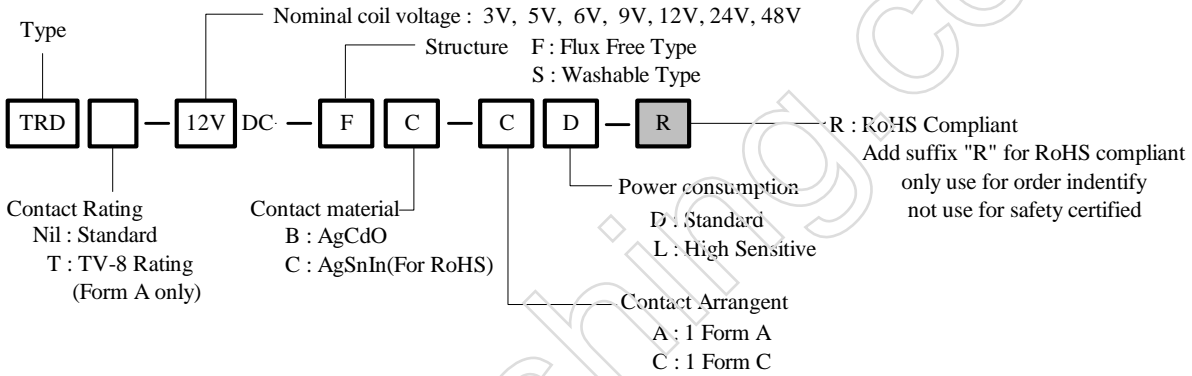 Nominal coil voltage : 3V, 5V, 6V, 9V, 12V, 24V, 48V
Type
Structure F : Flux Free Type
S : Washable Type
TRD 12V DC F C C D R
R : RoHS Compliant
Add suffix "R" for RoHS compliant
only use for order indentify
not use for safety certified
Power consumption
D : Standard
L : High Sensitive
Contact Rating
Nil : Standard
T : TV-8 Rating
(Form A only)
Contact material
B : AgCdO
C : AgSnIn(For RoHS)
Contact Arrangent
A : 1 Form A
C : 1 Form C